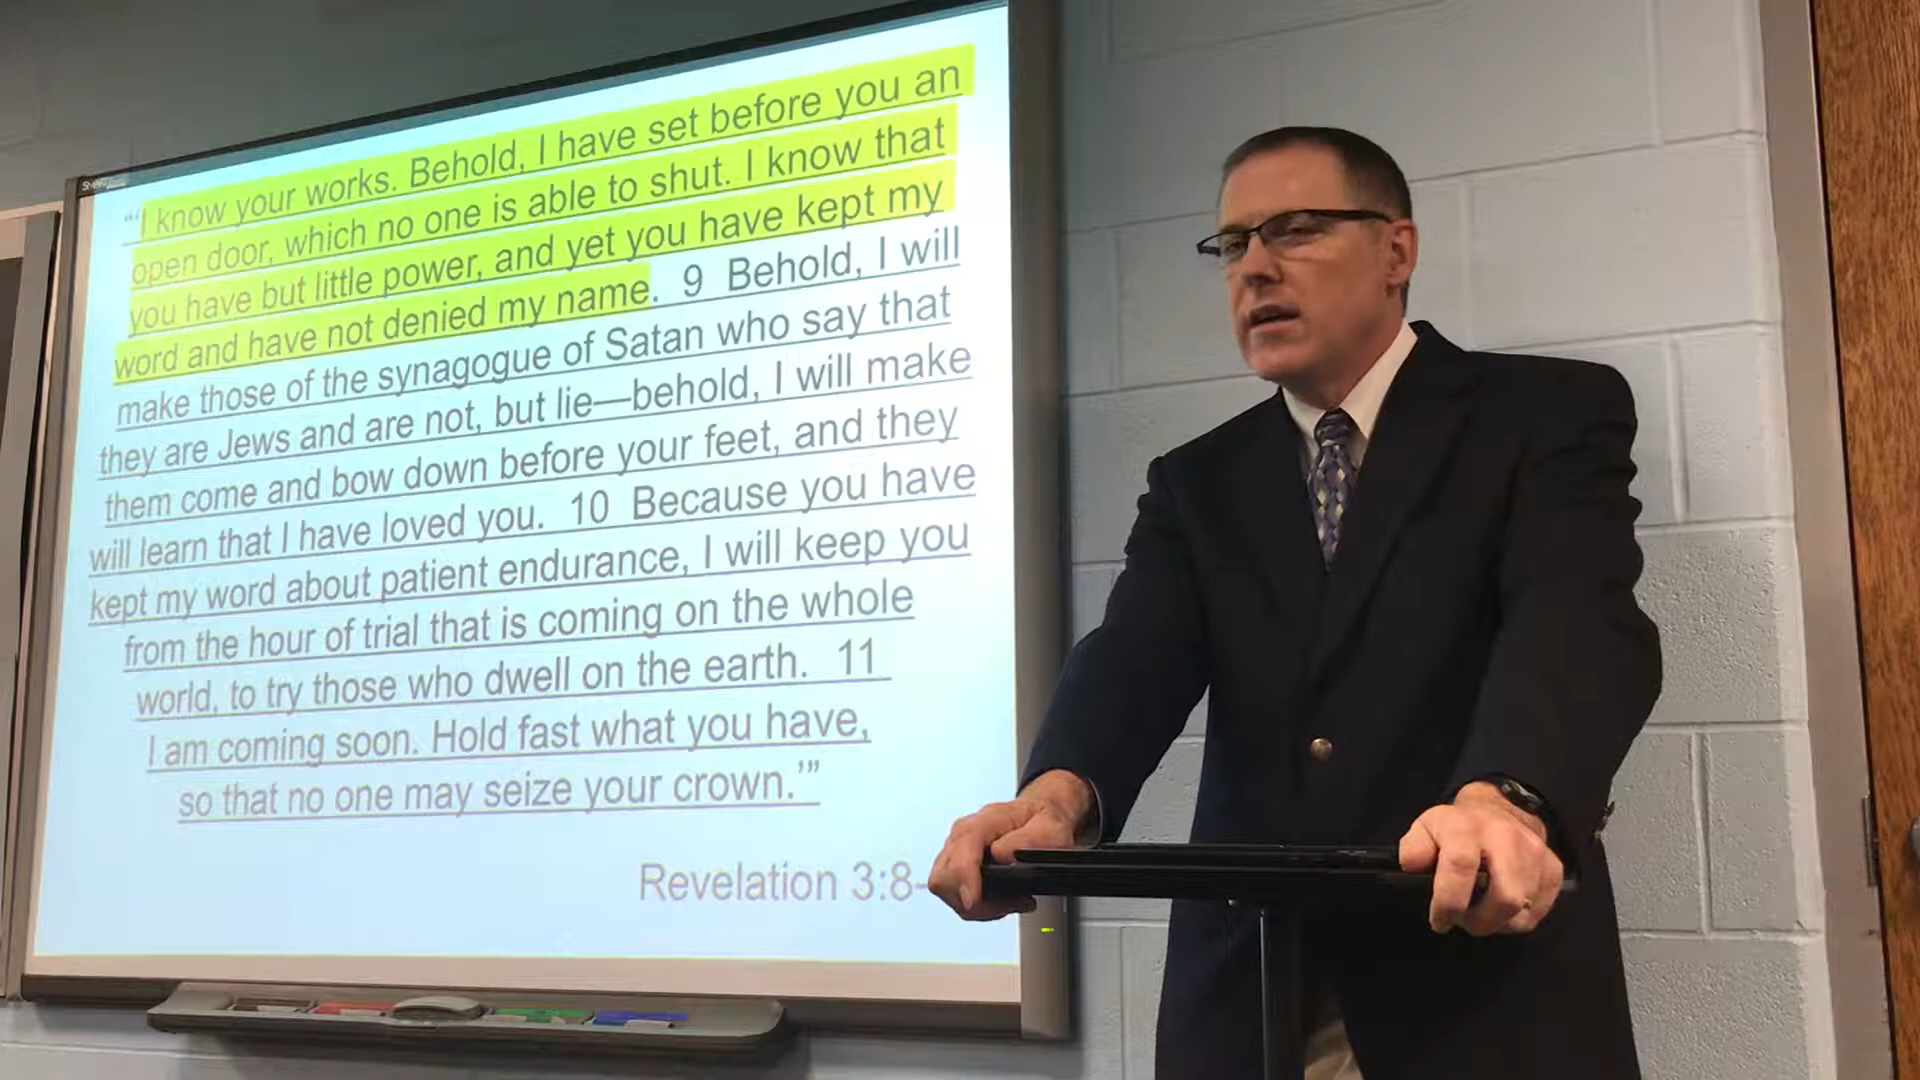 SMART
"‘I know your works. Behold, I have set before you an
open door, which no one is able to shut. I know that
you have but little power, and yet you have kept my
word and have not denied my name. 9 Behold, I will
make those of the synagogue of Satan who say that
they are Jews and are not, but lie—behold, I will make
them come and bow down before your feet, and they
will learn that I have loved you. 10 Because you have
kept my word about patient endurance, I will keep you
from the hour of trial that is coming on the whole
world, to try those who dwell on the earth. 11
I am coming soon. Hold fast what you have,
so that no one may seize your crown.’"
Revelation 3:8-